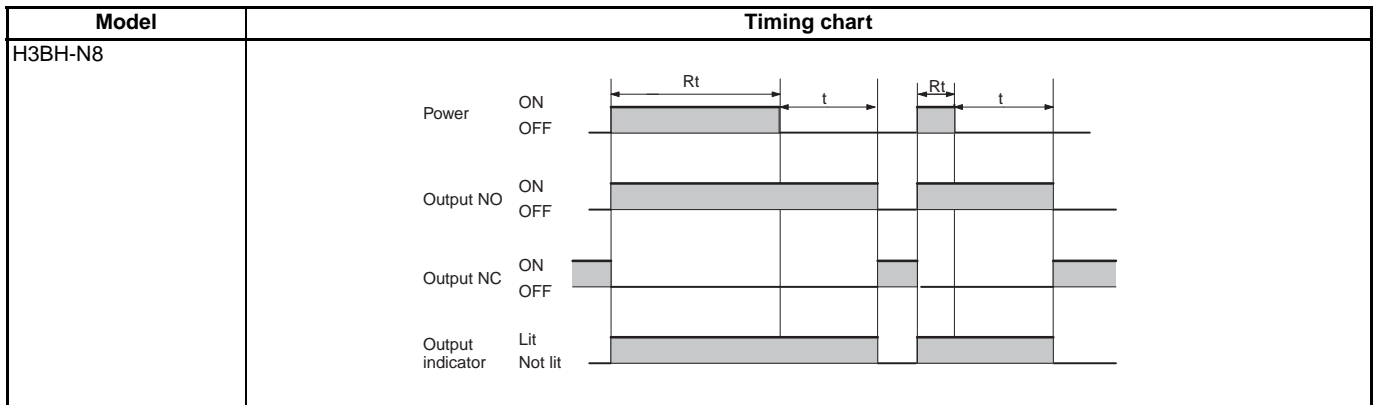 Model
Timing chart
H3BH-N8
Rt
t
Rt
t
Power
ON
OFF
Output NO
ON
OFF
Output NC
ON
OFF
Output
indicator
Lit
Not lit